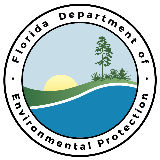 Florida Department of
Environmental Protection